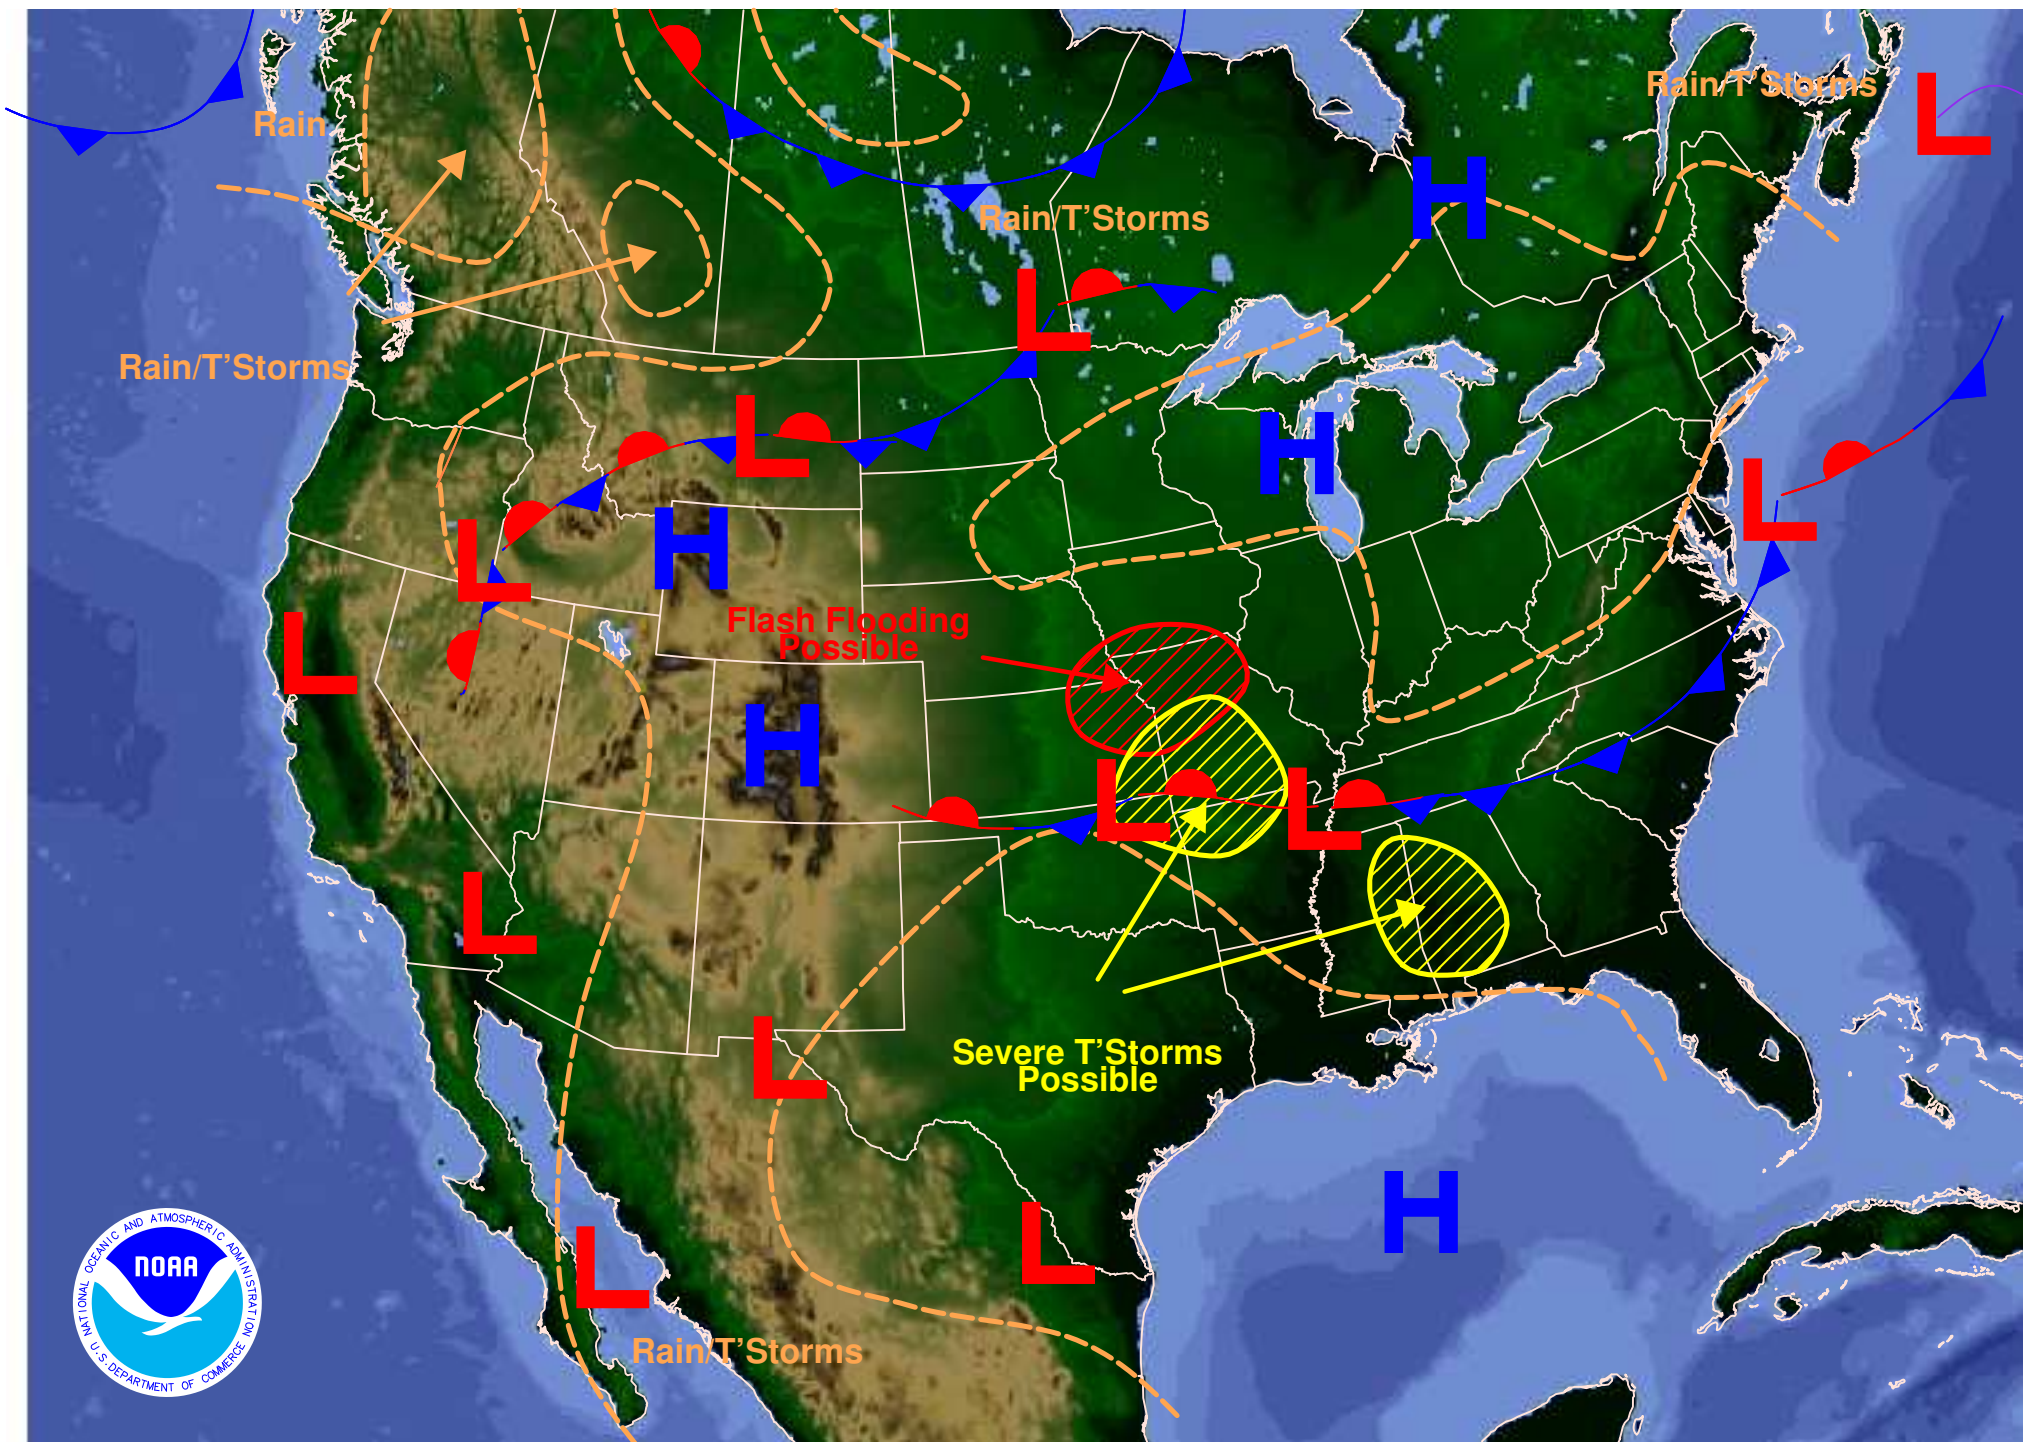 Rain/T'Storms
Rain
Rain/T'Storms
Rain/T'Storms
Flash Flooding
Possible
Severe T'Storms
Possible
Rain/T'Storms
L
H
L
H
L
L
H
L
L
H
L
L
L
L
H
L
L
NATIONAL OCEANIC AND ATMOSPHERIC ADMINISTRATION
NOAA
U.S. DEPARTMENT OF COMMERCE